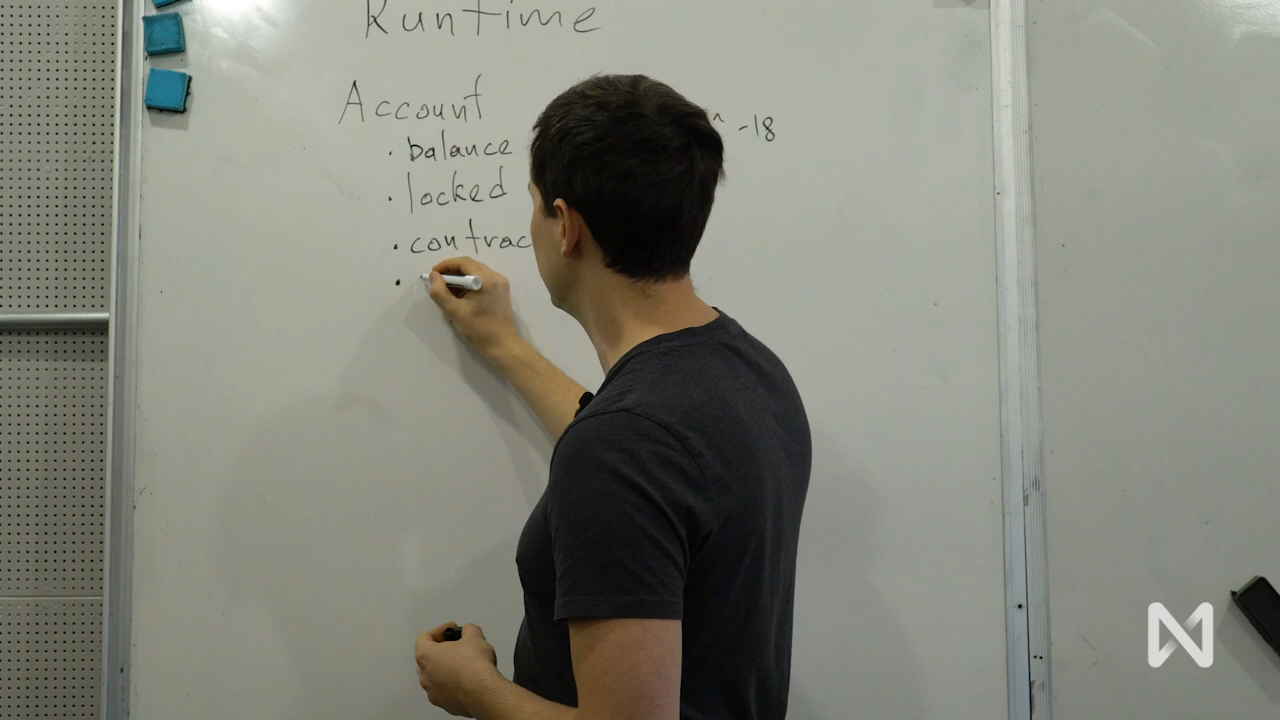 Runtime
Account
· balance ^ -18
· locked
· contrac
·